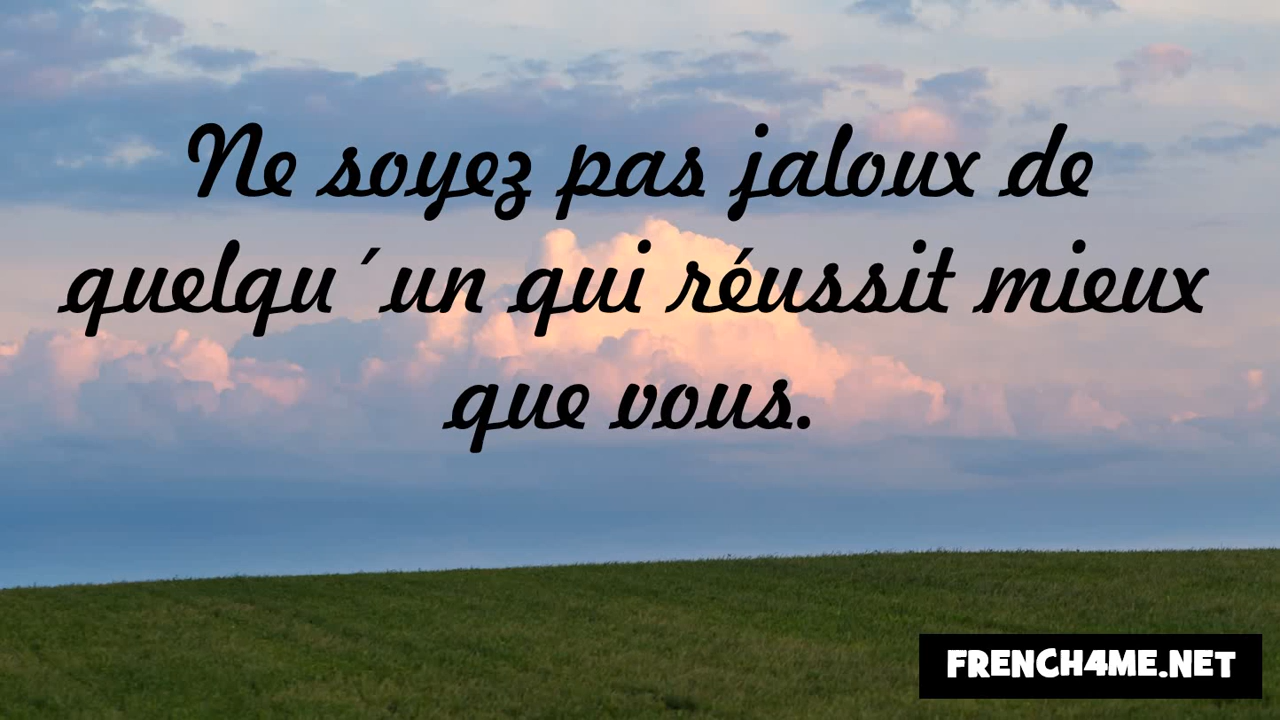 Ne soyez pas jaloux de
quelqu´un qui réussit mieux
que vous.
FRENCH4ME.NET